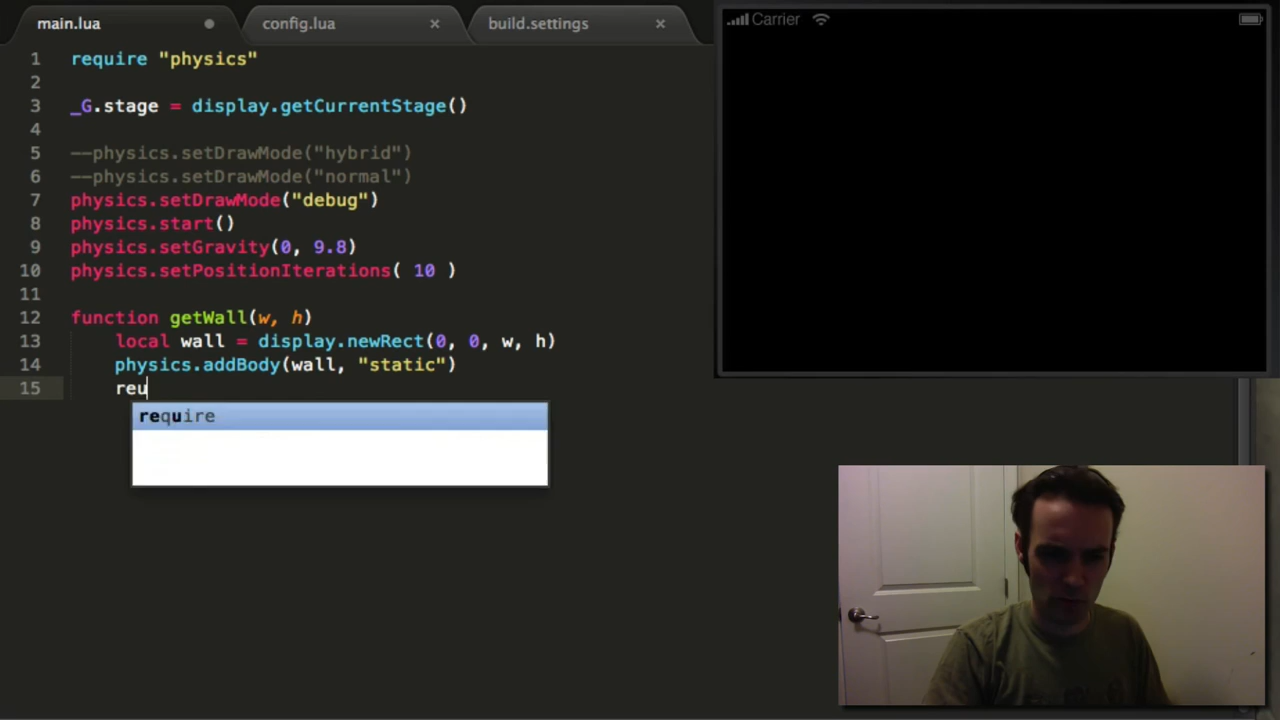 main.lua config.lua × build.settings ×
Carrier
1 require "physics"
2
3 _G.stage = display.getCurrentStage()
4
5 --physics.setDrawMode("hybrid")
6 --physics.setDrawMode("normal")
7 physics.setDrawMode("debug")
8 physics.start()
9 physics.setGravity(0, 9.8)
10 physics.setPositionIterations( 10 )
11
12 function getWall(w, h)
13 local wall = display.newRect(0, 0, w, h)
14 physics.addBody(wall, "static")
15 reu
require